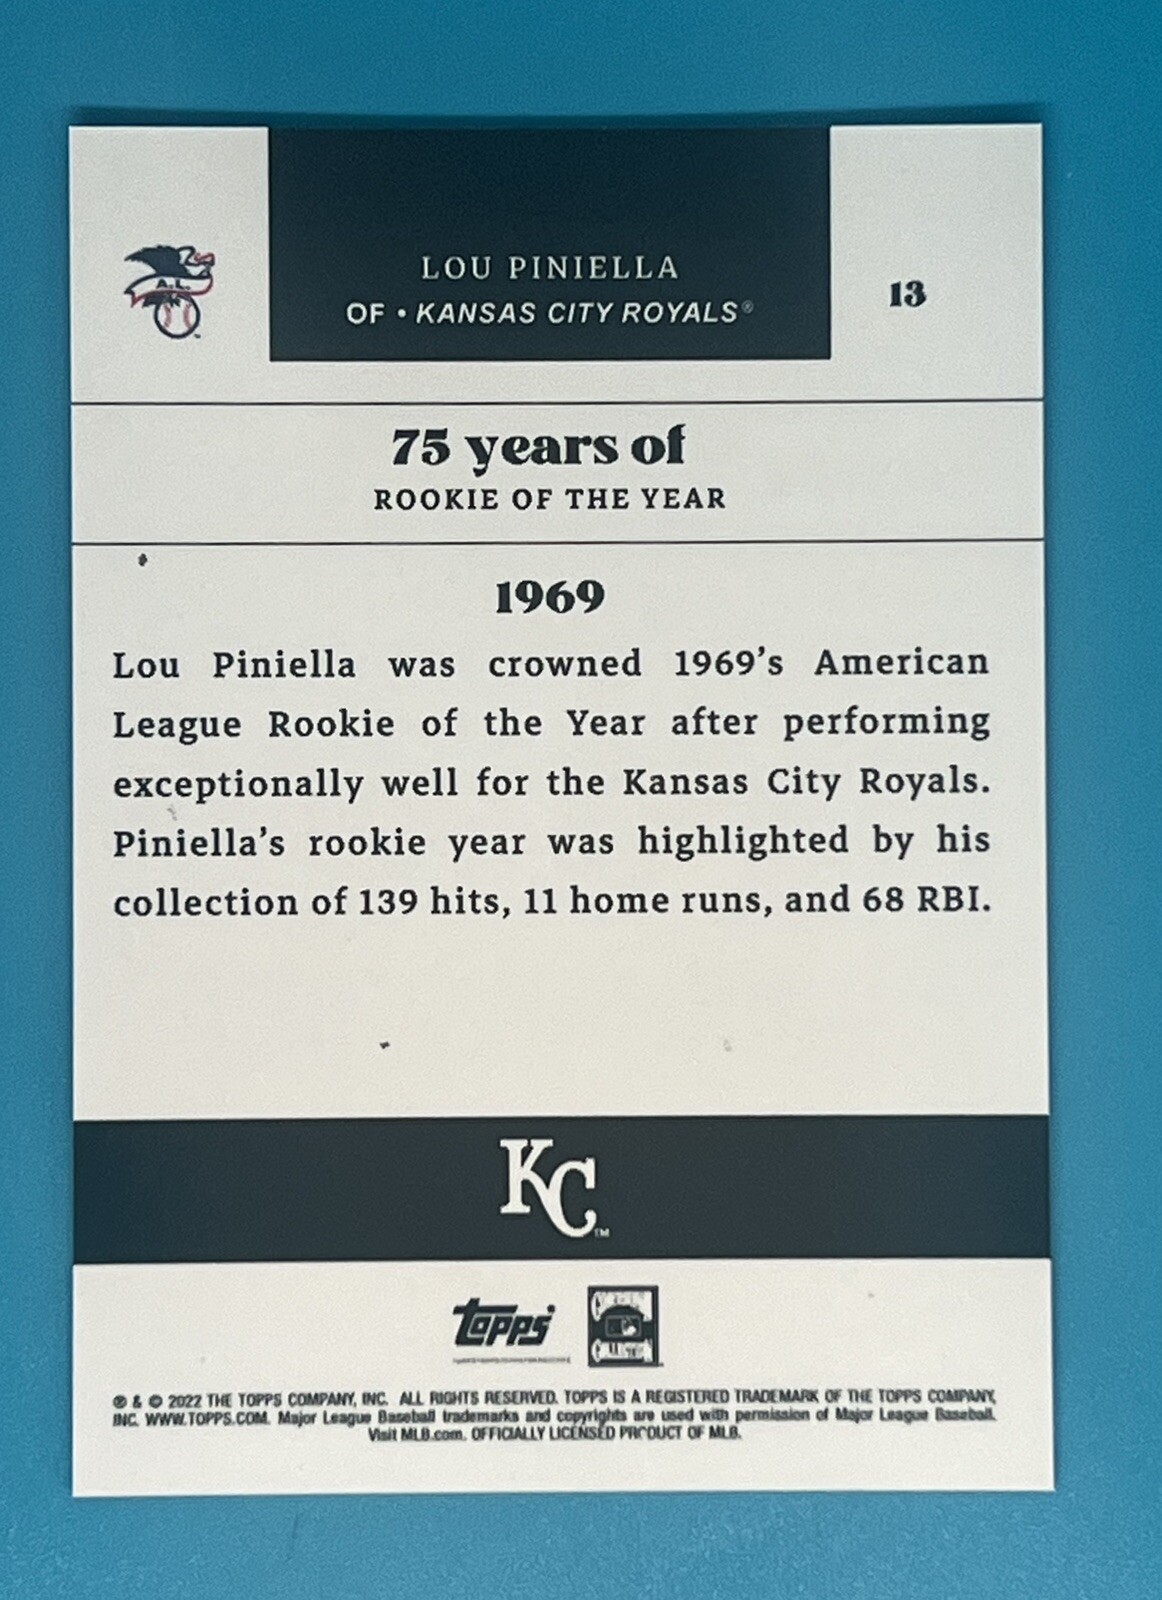 A.L.
LOU PINIELLA
OF • KANSAS CITY ROYALS®
13
75 years of
ROOKIE OF THE YEAR
1969
Lou Piniella was crowned 1969's American
League Rookie of the Year after performing
exceptionally well for the Kansas City Royals.
Piniella's rookie year was highlighted by his
collection of 139 hits, 11 home runs, and 68 RBI.
KC™
topps
COLLECTION
® & © 2022 THE TOPPS COMPANY, INC. ALL RIGHTS RESERVED. TOPPS IS A REGISTERED TRADEMARK OF THE TOPPS COMPANY,
INC. WWW.TOPPS.COM. Major League Baseball trademarks and copyrights are used with permission of Major League Baseball.
Visit MLB.com. OFFICIALLY LICENSED PRODUCT OF MLB.